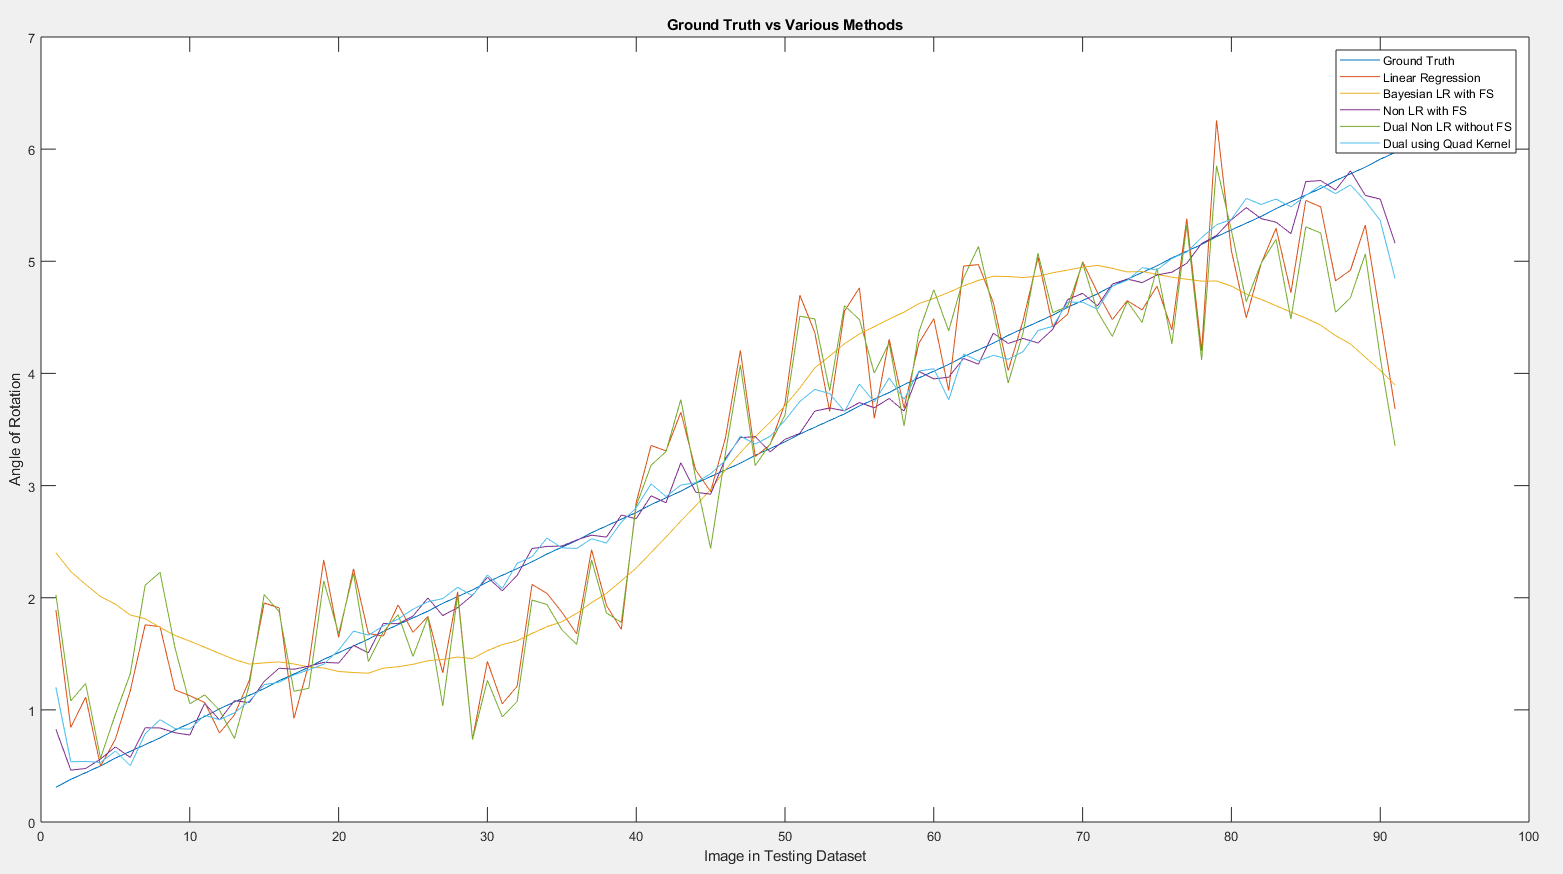 Ground Truth vs Various Methods
7
6
5
4
3
2
1
0
Angle of Rotation
Ground Truth
Linear Regression
Bayesian LR with FS
Non LR with FS
Dual Non LR without FS
Dual using Quad Kernel
0 10 20 30 40 50 60 70 80 90 100
Image in Testing Dataset